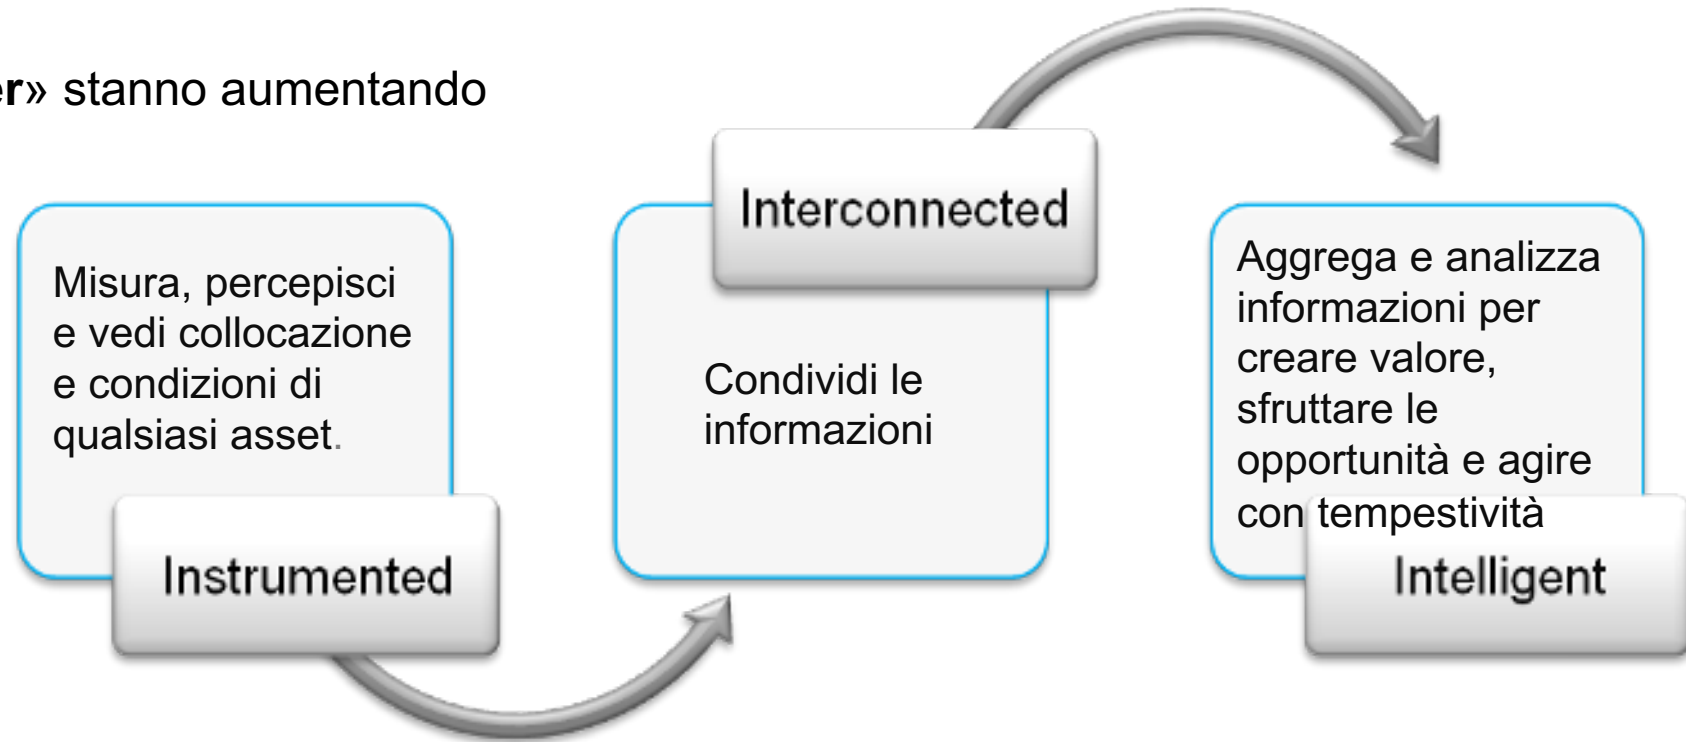 er» stanno aumentando
Misura, percepisci
e vedi collocazione
e condizioni di
qualsiasi asset.
Instrumented
Interconnected
Condividi le
informazioni
Aggrega e analizza
informazioni per
creare valore,
sfruttare le
opportunità e agire
con tempestività
Intelligent